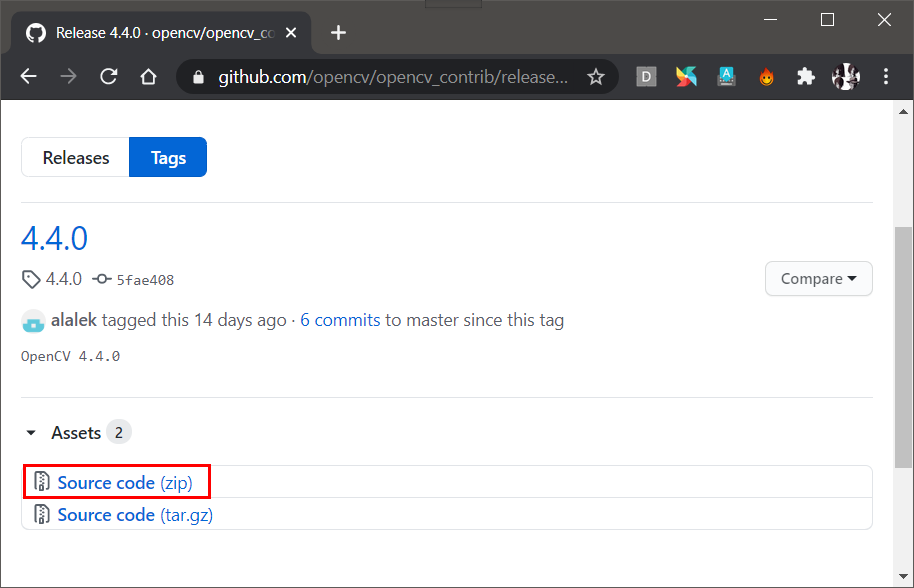 Release 4.4.0 · opencv/opencv_co
github.com/opencv/opencv_contrib/release...
D
A
Releases
Tags
4.4.0
4.4.0 5fae408
Compare
alalek tagged this 14 days ago · 6 commits to master since this tag
OpenCV 4.4.0
Assets 2
Source code (zip)
Source code (tar.gz)